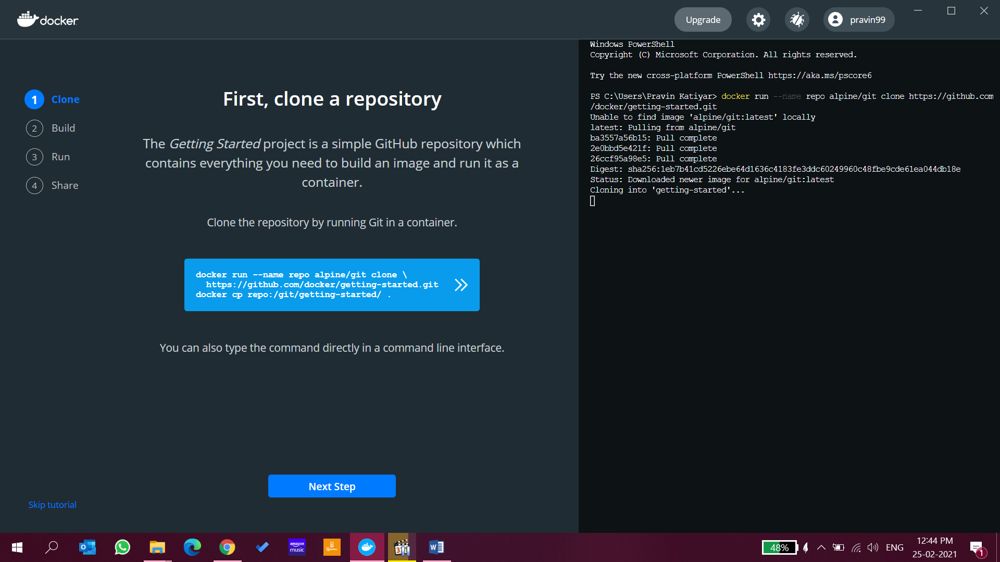 docker
Upgrade
pravin99
1 Clone
2 Build
3 Run
4 Share
First, clone a repository
The Getting Started project is a simple GitHub repository which
contains everything you need to build an image and run it as a
container.
Clone the repository by running Git in a container.
docker run --name repo alpine/git clone \
https://github.com/docker/getting-started.git
docker cp repo:/git/getting-started/ .
You can also type the command directly in a command line interface.
Next Step
Skip tutorial
Windows PowerShell
Copyright (C) Microsoft Corporation. All rights reserved.
Try the new cross-platform PowerShell https://aka.ms/pscore6
PS C:\Users\Pravin Katiyar> docker run --name repo alpine/git clone https://github.com
/docker/getting-started.git
Unable to find image 'alpine/git:latest' locally
latest: Pulling from alpine/git
ba3557a56b15: Pull complete
2e0bbd5e421f: Pull complete
26ccf95a98e5: Pull complete
Digest: sha256:1eb7b41cd5226ebe64d1636c4183fe3ddc60249960c48fbe9cde61ea044db18e
Status: Downloaded newer image for alpine/git:latest
Cloning into 'getting-started'...
amazon
music
321
W
48%
ENG
12:44 PM
25-02-2021
1